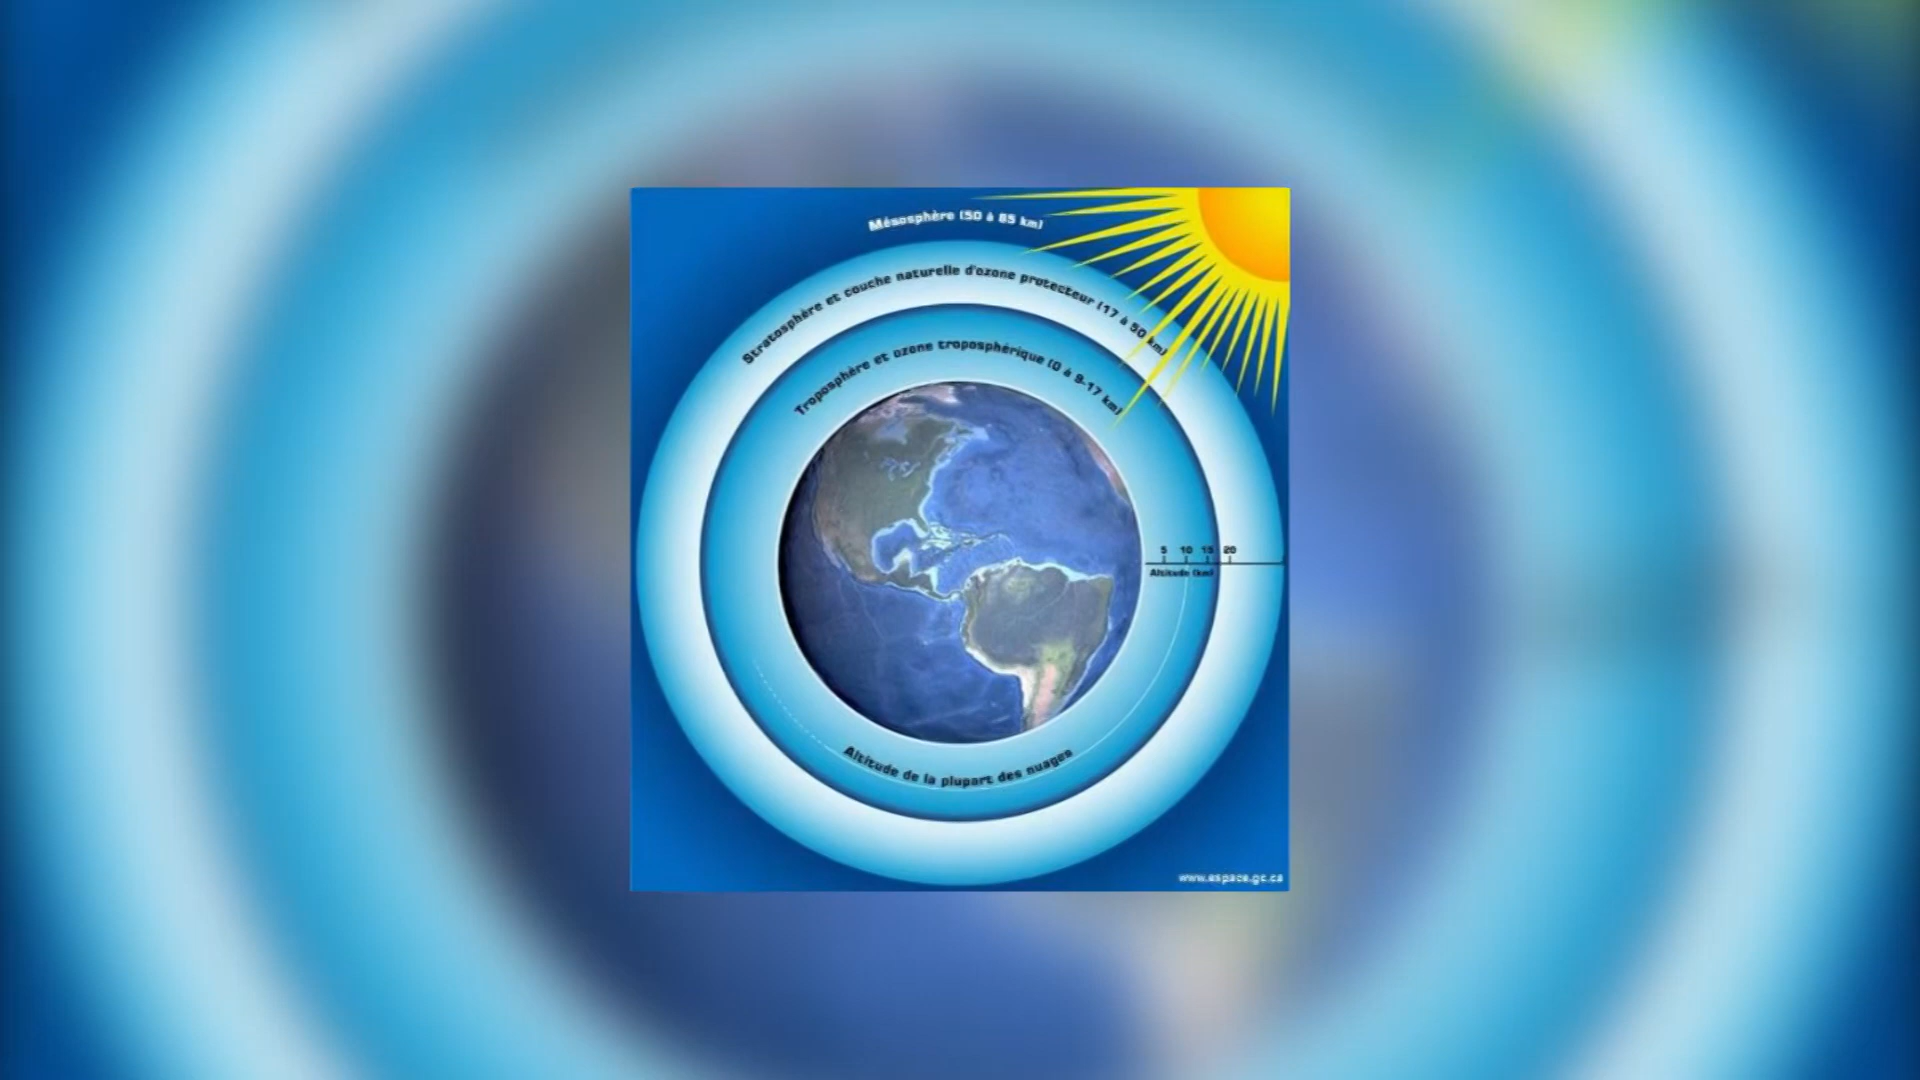 Mésosphère (50 à 85 km)
Stratosphère et couche naturelle d'ozone protecteur (17 à 50 km)
Troposphère et ozone troposphérique (0 à 9-17 km)
5 10 15 20
Altitude (km)
Altitude de la plupart des nuages
www.espace.gc.ca